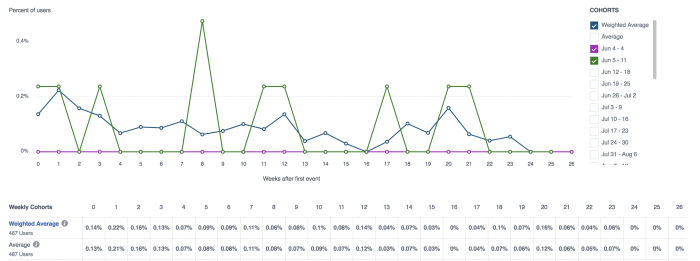 Percent of users
0.4%
0.2%
0%
0 1 2 3 4 5 6 7 8 9 10 11 12 13 14 15 16 17 18 19 20 21 22 23 24 25 26
Weeks after first event
COHORTS
Weighted Average
Average
Jun 4 - 4
Jun 5 - 11
Jun 12 - 18
Jun 19 - 25
Jun 26 - Jul 2
Jul 3 - 9
Jul 10 - 16
Jul 17 - 23
Jul 24 - 30
Jul 31 - Aug 6
Weekly Cohorts 0 1 2 3 4 5 6 7 8 9 10 11 12 13 14 15 16 17 18 19 20 21 22 23 24 25 26
Weighted Average 0.14% 0.22% 0.16% 0.13% 0.07% 0.09% 0.09% 0.11% 0.06% 0.08% 0.1% 0.08% 0.14% 0.04% 0.07% 0.03% 0% 0.04% 0.1% 0.07% 0.16% 0.06% 0.04% 0.06% 0% 0% 0%
487 Users
Average 0.13% 0.21% 0.16% 0.13% 0.07% 0.08% 0.08% 0.11% 0.08% 0.07% 0.09% 0.07% 0.12% 0.03% 0.07% 0.03% 0% 0.04% 0.07% 0.06% 0.12% 0.06% 0.05% 0.07% 0% 0% 0%
487 Users